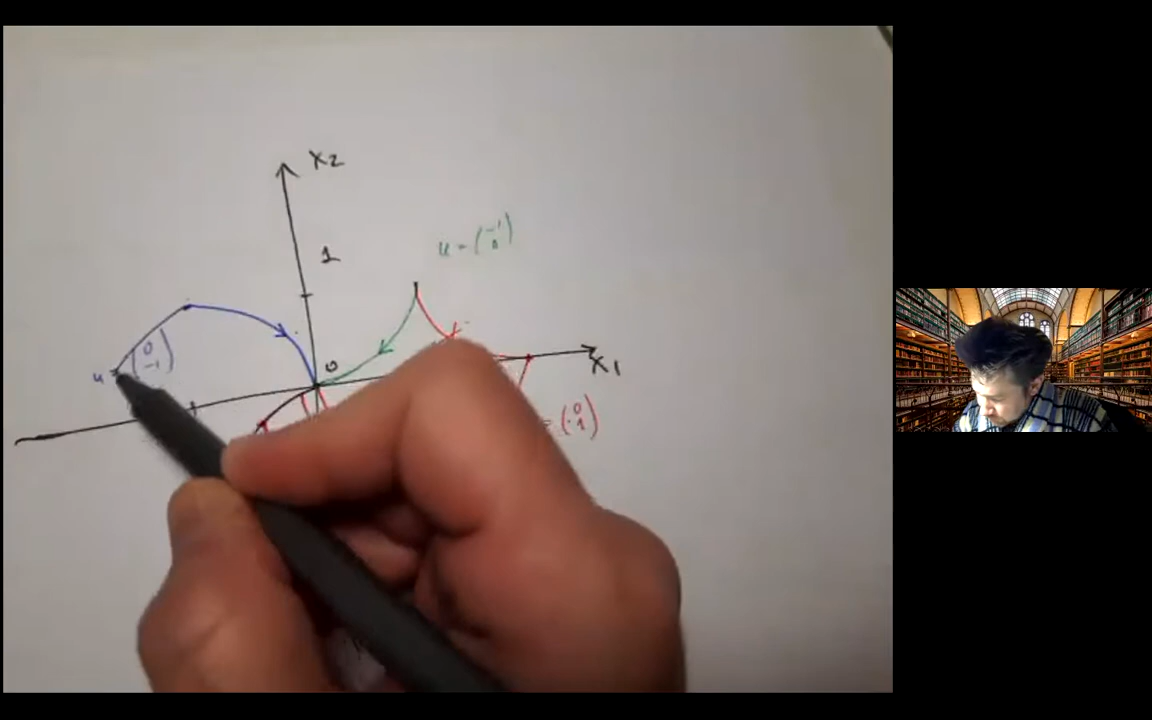 x2
1
u = (-1 0)
0
x1
u = (0 -1)
= (0 -1)